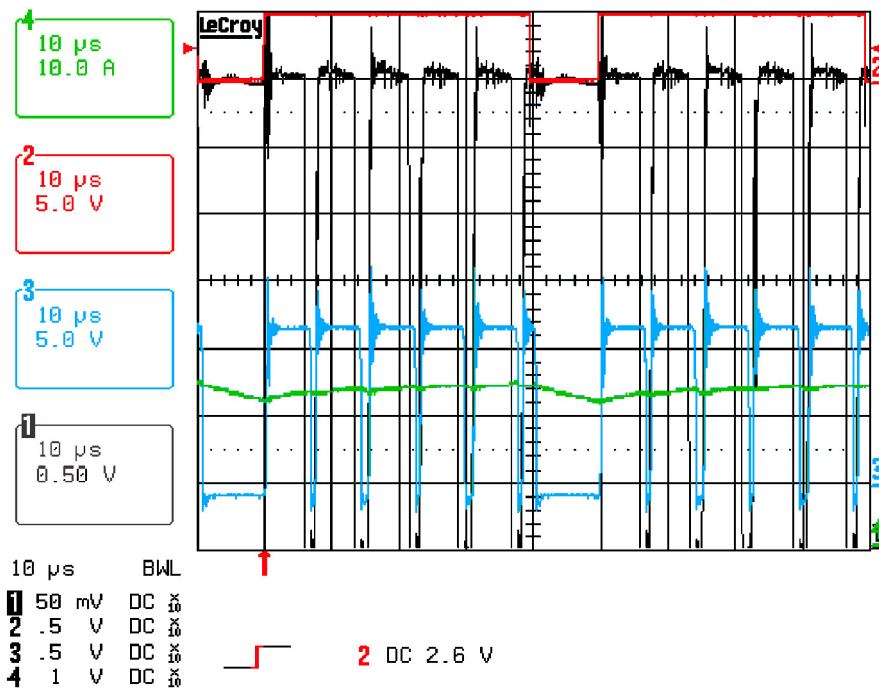 LeCroy
4
10 µs
10.0 A
2
10 µs
5.0 V
3
10 µs
5.0 V
1
10 µs
0.50 V
10 µs BWL
1 50 mV DC X10
2 .5 V DC X10
3 .5 V DC X10
4 1 V DC X10
2 DC 2.6 V